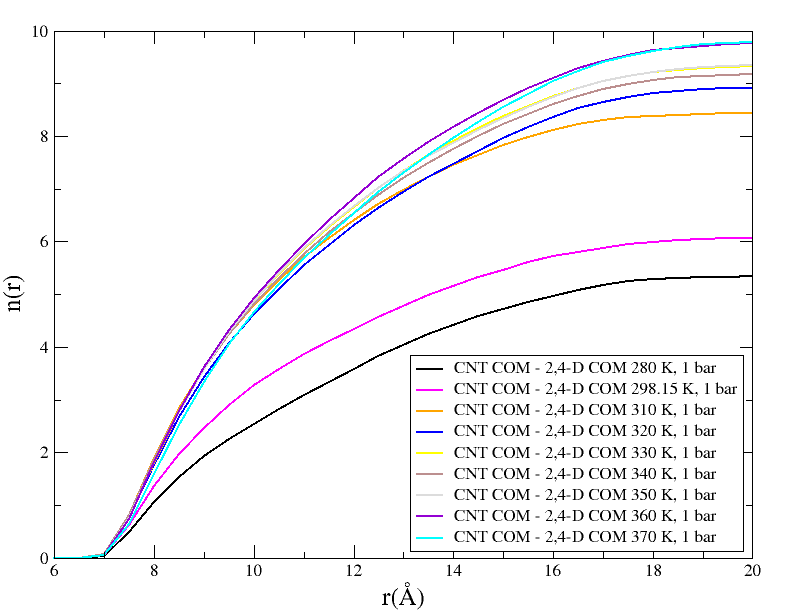 10
8
6
4
2
0
n(r)
CNT COM - 2,4-D COM 280 K, 1 bar
CNT COM - 2,4-D COM 298.15 K, 1 bar
CNT COM - 2,4-D COM 310 K, 1 bar
CNT COM - 2,4-D COM 320 K, 1 bar
CNT COM - 2,4-D COM 330 K, 1 bar
CNT COM - 2,4-D COM 340 K, 1 bar
CNT COM - 2,4-D COM 350 K, 1 bar
CNT COM - 2,4-D COM 360 K, 1 bar
CNT COM - 2,4-D COM 370 K, 1 bar
6 8 10 12 14 16 18 20
r(Å)